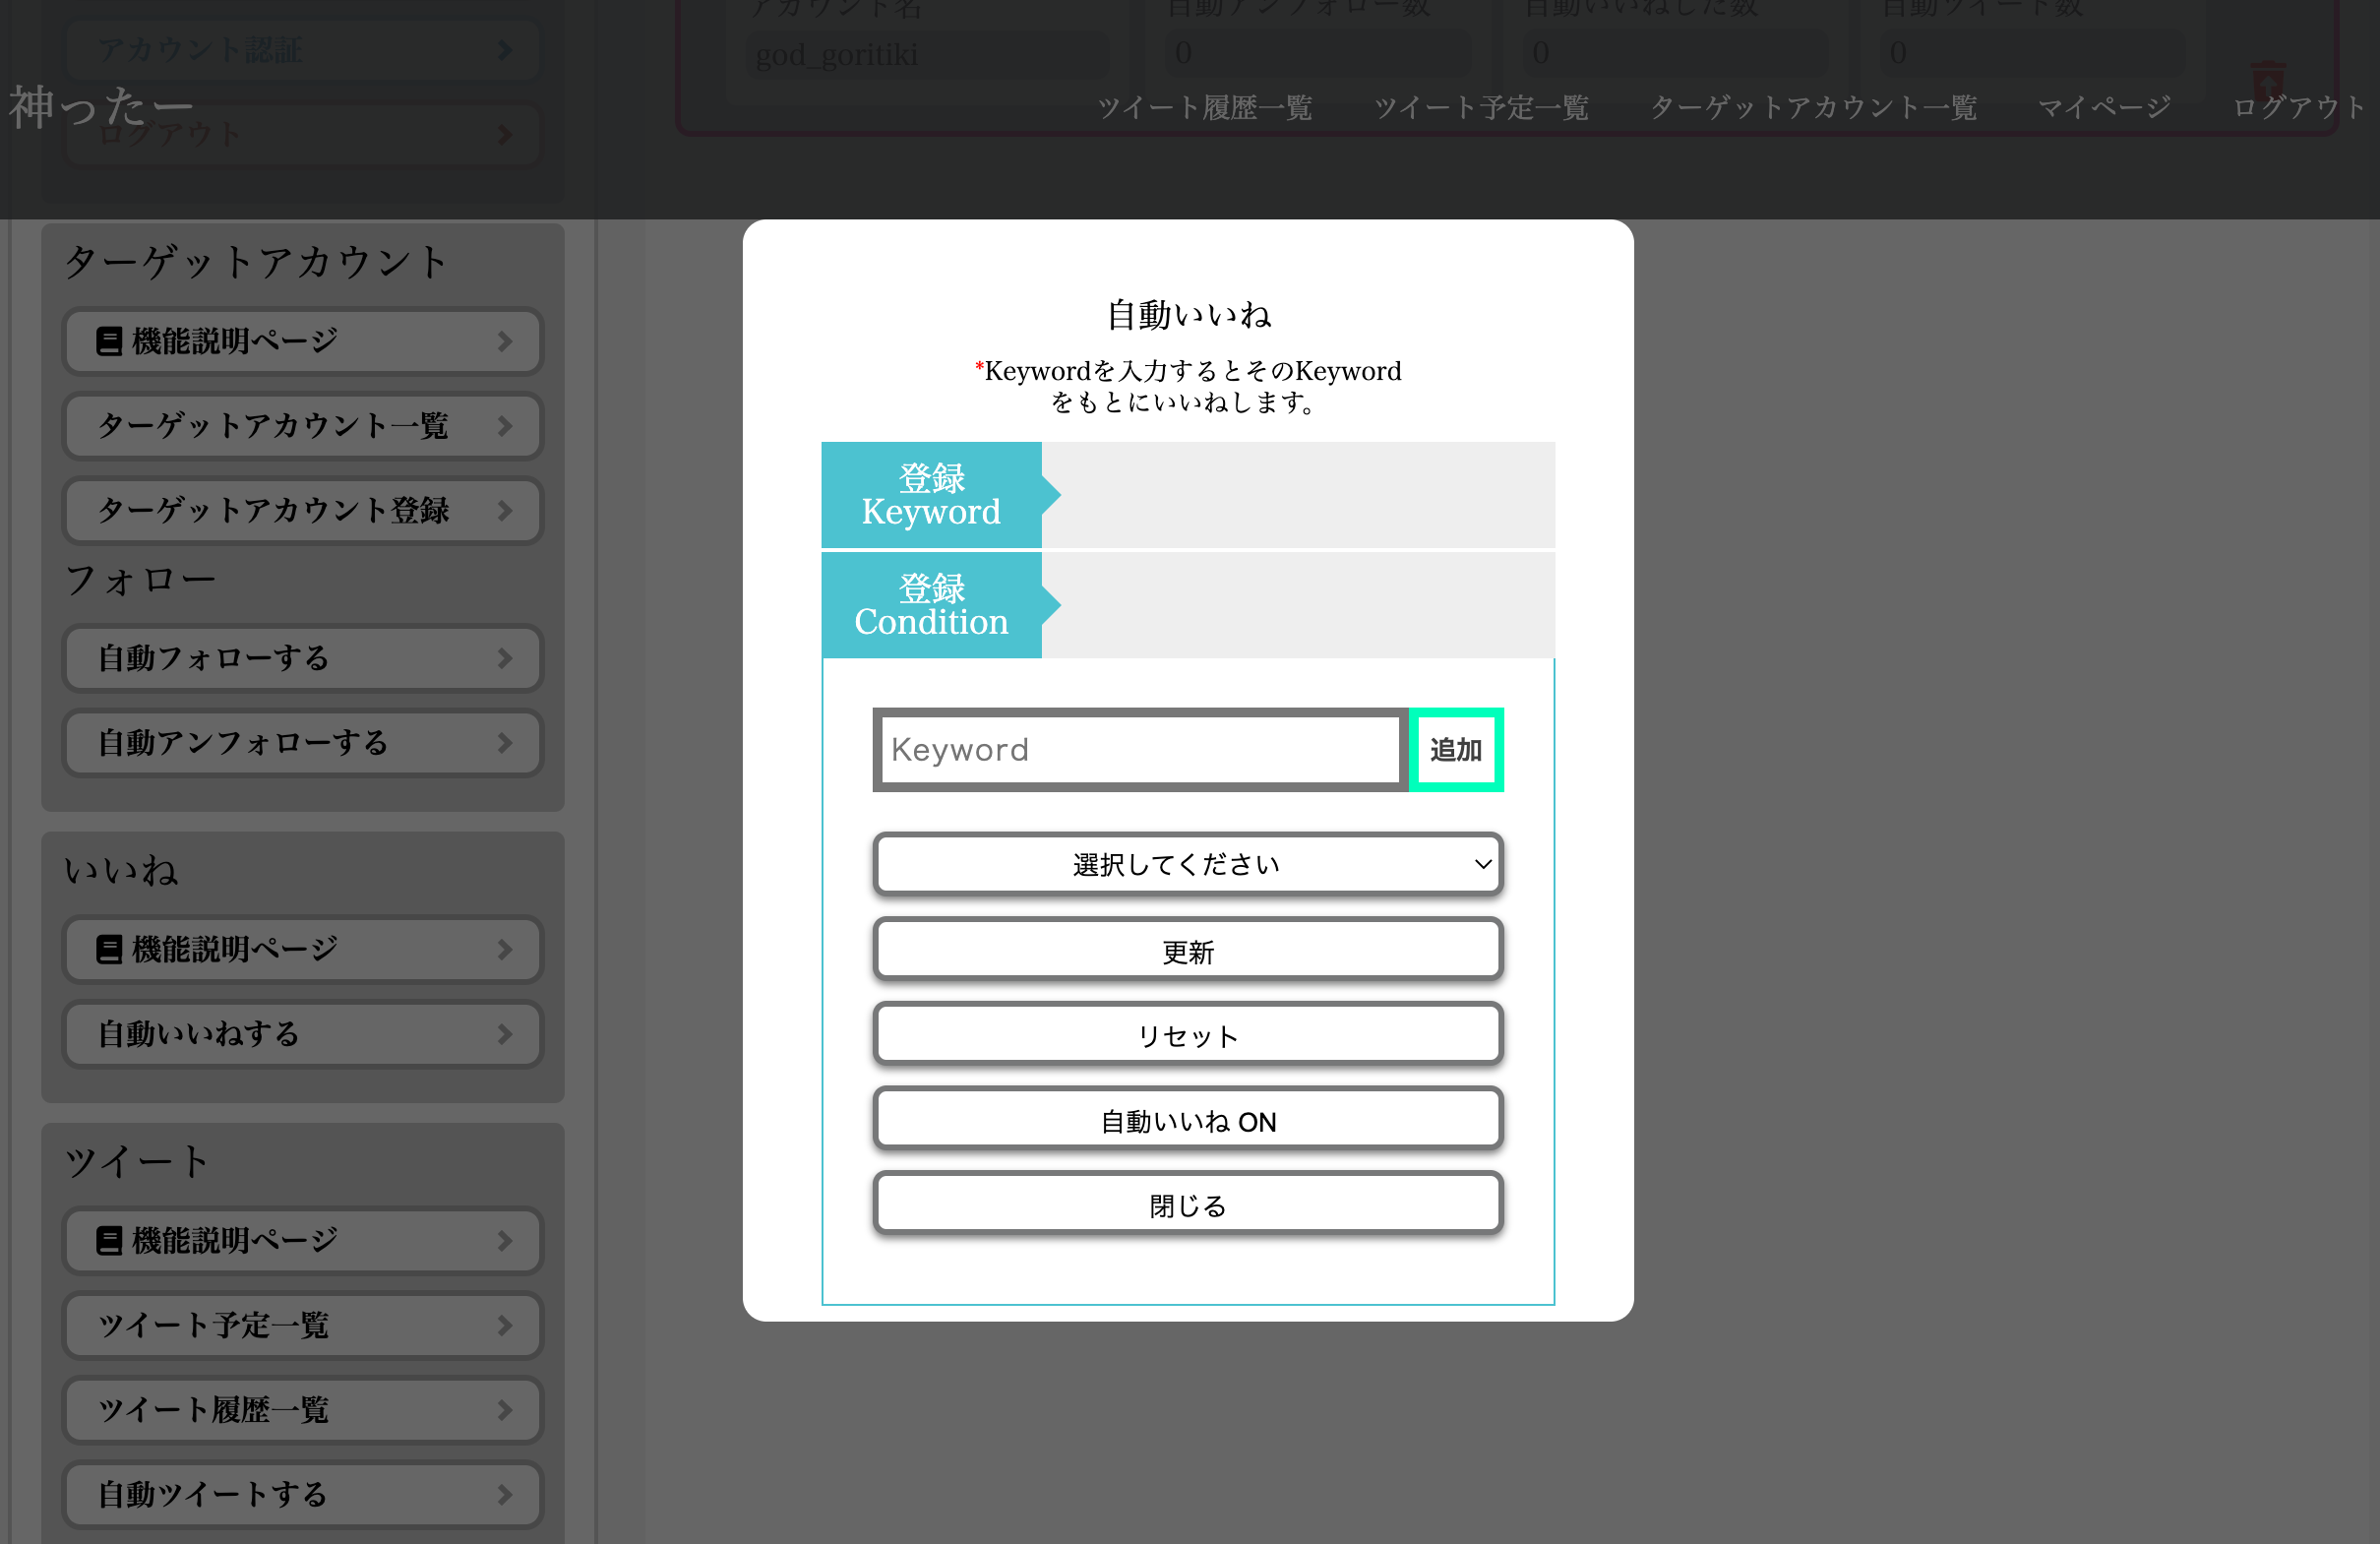 アカウント名 自動アンフォロー数 自動いいねした数 自動ツイート数
god_goritiki 0 0 0
神ったー
ツイート履歴一覧 ツイート予定一覧 ターゲットアカウント一覧 マイページ ログアウト
アカウント認証
ログアウト
ターゲットアカウント
機能説明ページ
ターゲットアカウント一覧
ターゲットアカウント登録
フォロー
自動フォローする
自動アンフォローする
いいね
機能説明ページ
自動いいねする
ツイート
機能説明ページ
ツイート予定一覧
ツイート履歴一覧
自動ツイートする
自動いいね
*Keywordを入力するとそのKeyword
をもとにいいねします。
登録
Keyword
登録
Condition
Keyword 追加
選択してください
更新
リセット
自動いいね ON
閉じる